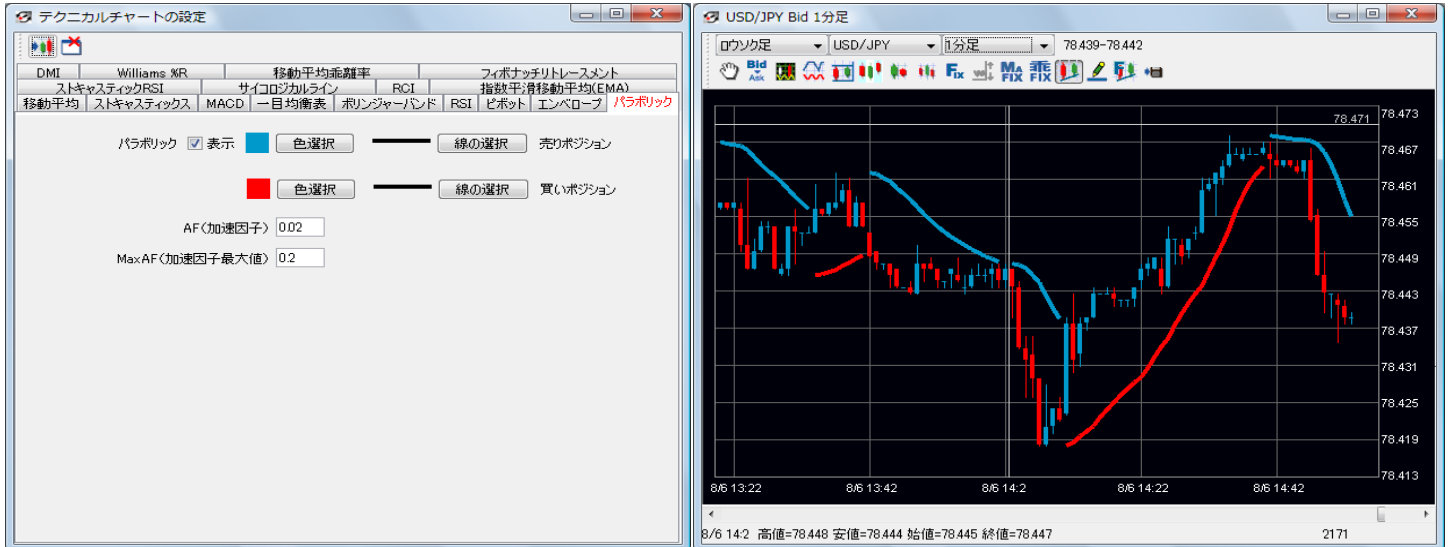 テクニカルチャートの設定
DMI Williams %R 移動平均乖離率 フィボナッチリトレースメント
ストキャスティックRSI サイコロジカルライン RCI 指数平滑移動平均(EMA)
移動平均 ストキャスティックス MACD 一目均衡表 ボリンジャーバンド RSI ピボット エンベロープ パラボリック
パラボリック 表示 色選択 線の選択 売りポジション
色選択 線の選択 買いポジション
AF(加速因子) 0.02
MaxAF(加速因子最大値) 0.2
USD/JPY Bid 1分足
ロウソク足 USD/JPY 1分足 78.439-78.442
Bid Ask Fix MA FIX 乖 FIX
78.471
78.473
78.467
78.461
78.455
78.449
78.443
78.437
78.431
78.425
78.419
78.413
8/6 13:22 8/6 13:42 8/6 14:2 8/6 14:22 8/6 14:42
8/6 14:2 高値=78.448 安値=78.444 始値=78.445 終値=78.447 2171